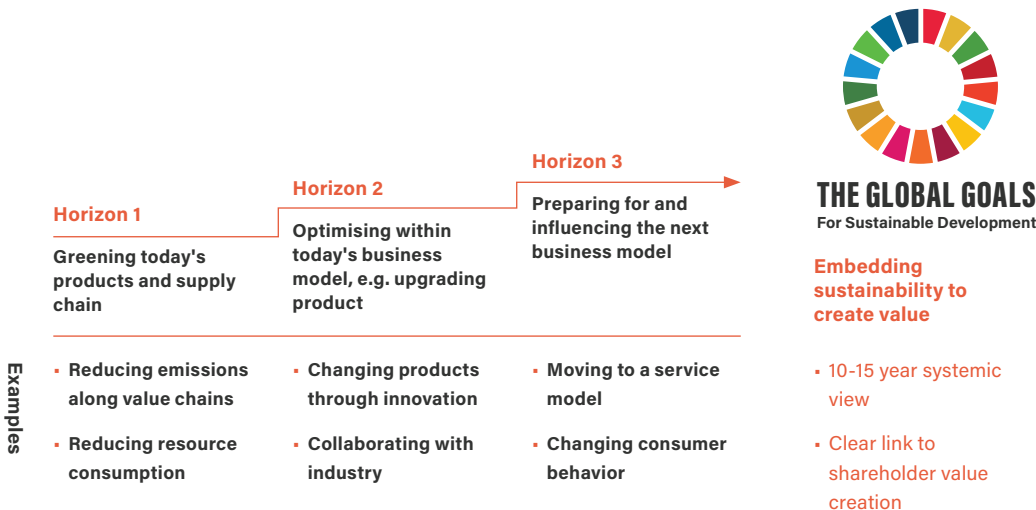 Horizon 1
Greening today's
products and supply
chain
Horizon 2
Optimising within
today's business
model, e.g. upgrading
product
Horizon 3
Preparing for and
influencing the next
business model
THE GLOBAL GOALS
For Sustainable Development
Embedding
sustainability to
create value
Examples
▪ Reducing emissions
along value chains
▪ Reducing resource
consumption
▪ Changing products
through innovation
▪ Collaborating with
industry
▪ Moving to a service
model
▪ Changing consumer
behavior
▪ 10-15 year systemic
view
▪ Clear link to
shareholder value
creation